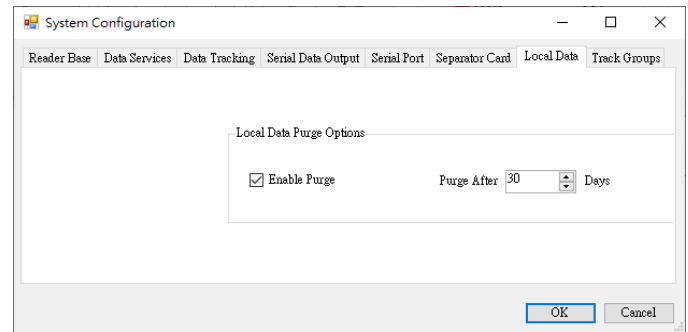 System Configuration
Reader Base Data Services Data Tracking Serial Data Output Serial Port Separator Card Local Data Track Groups
Local Data Purge Options
Enable Purge Purge After 30 Days
OK Cancel